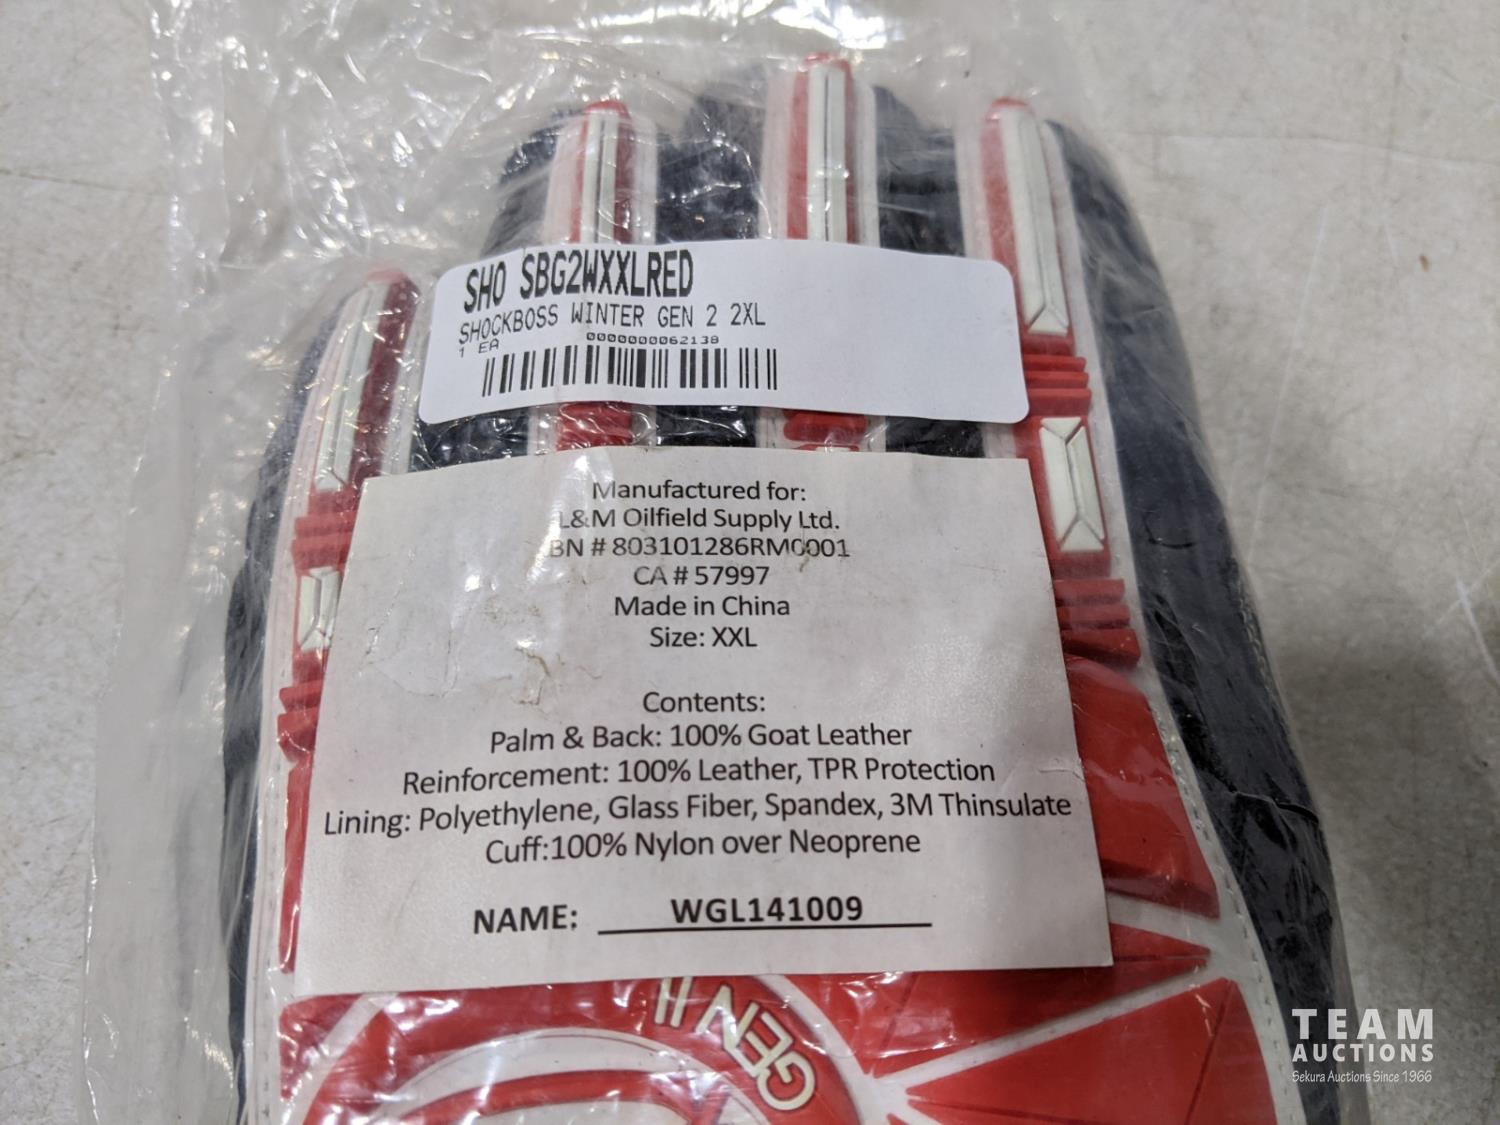 SHO SBG2WXXLRED
SHOCKBOSS WINTER GEN 2 2XL
1 EA 0000000062138
Manufactured for:
L&M Oilfield Supply Ltd.
BN # 803101286RM0001
CA # 57997
Made in China
Size: XXL
Contents:
Palm & Back: 100% Goat Leather
Reinforcement: 100% Leather, TPR Protection
Lining: Polyethylene, Glass Fiber, Spandex, 3M Thinsulate
Cuff:100% Nylon over Neoprene
NAME: WGL141009
GEN II
TEAM
AUCTIONS
Sekura Auctions Since 1966